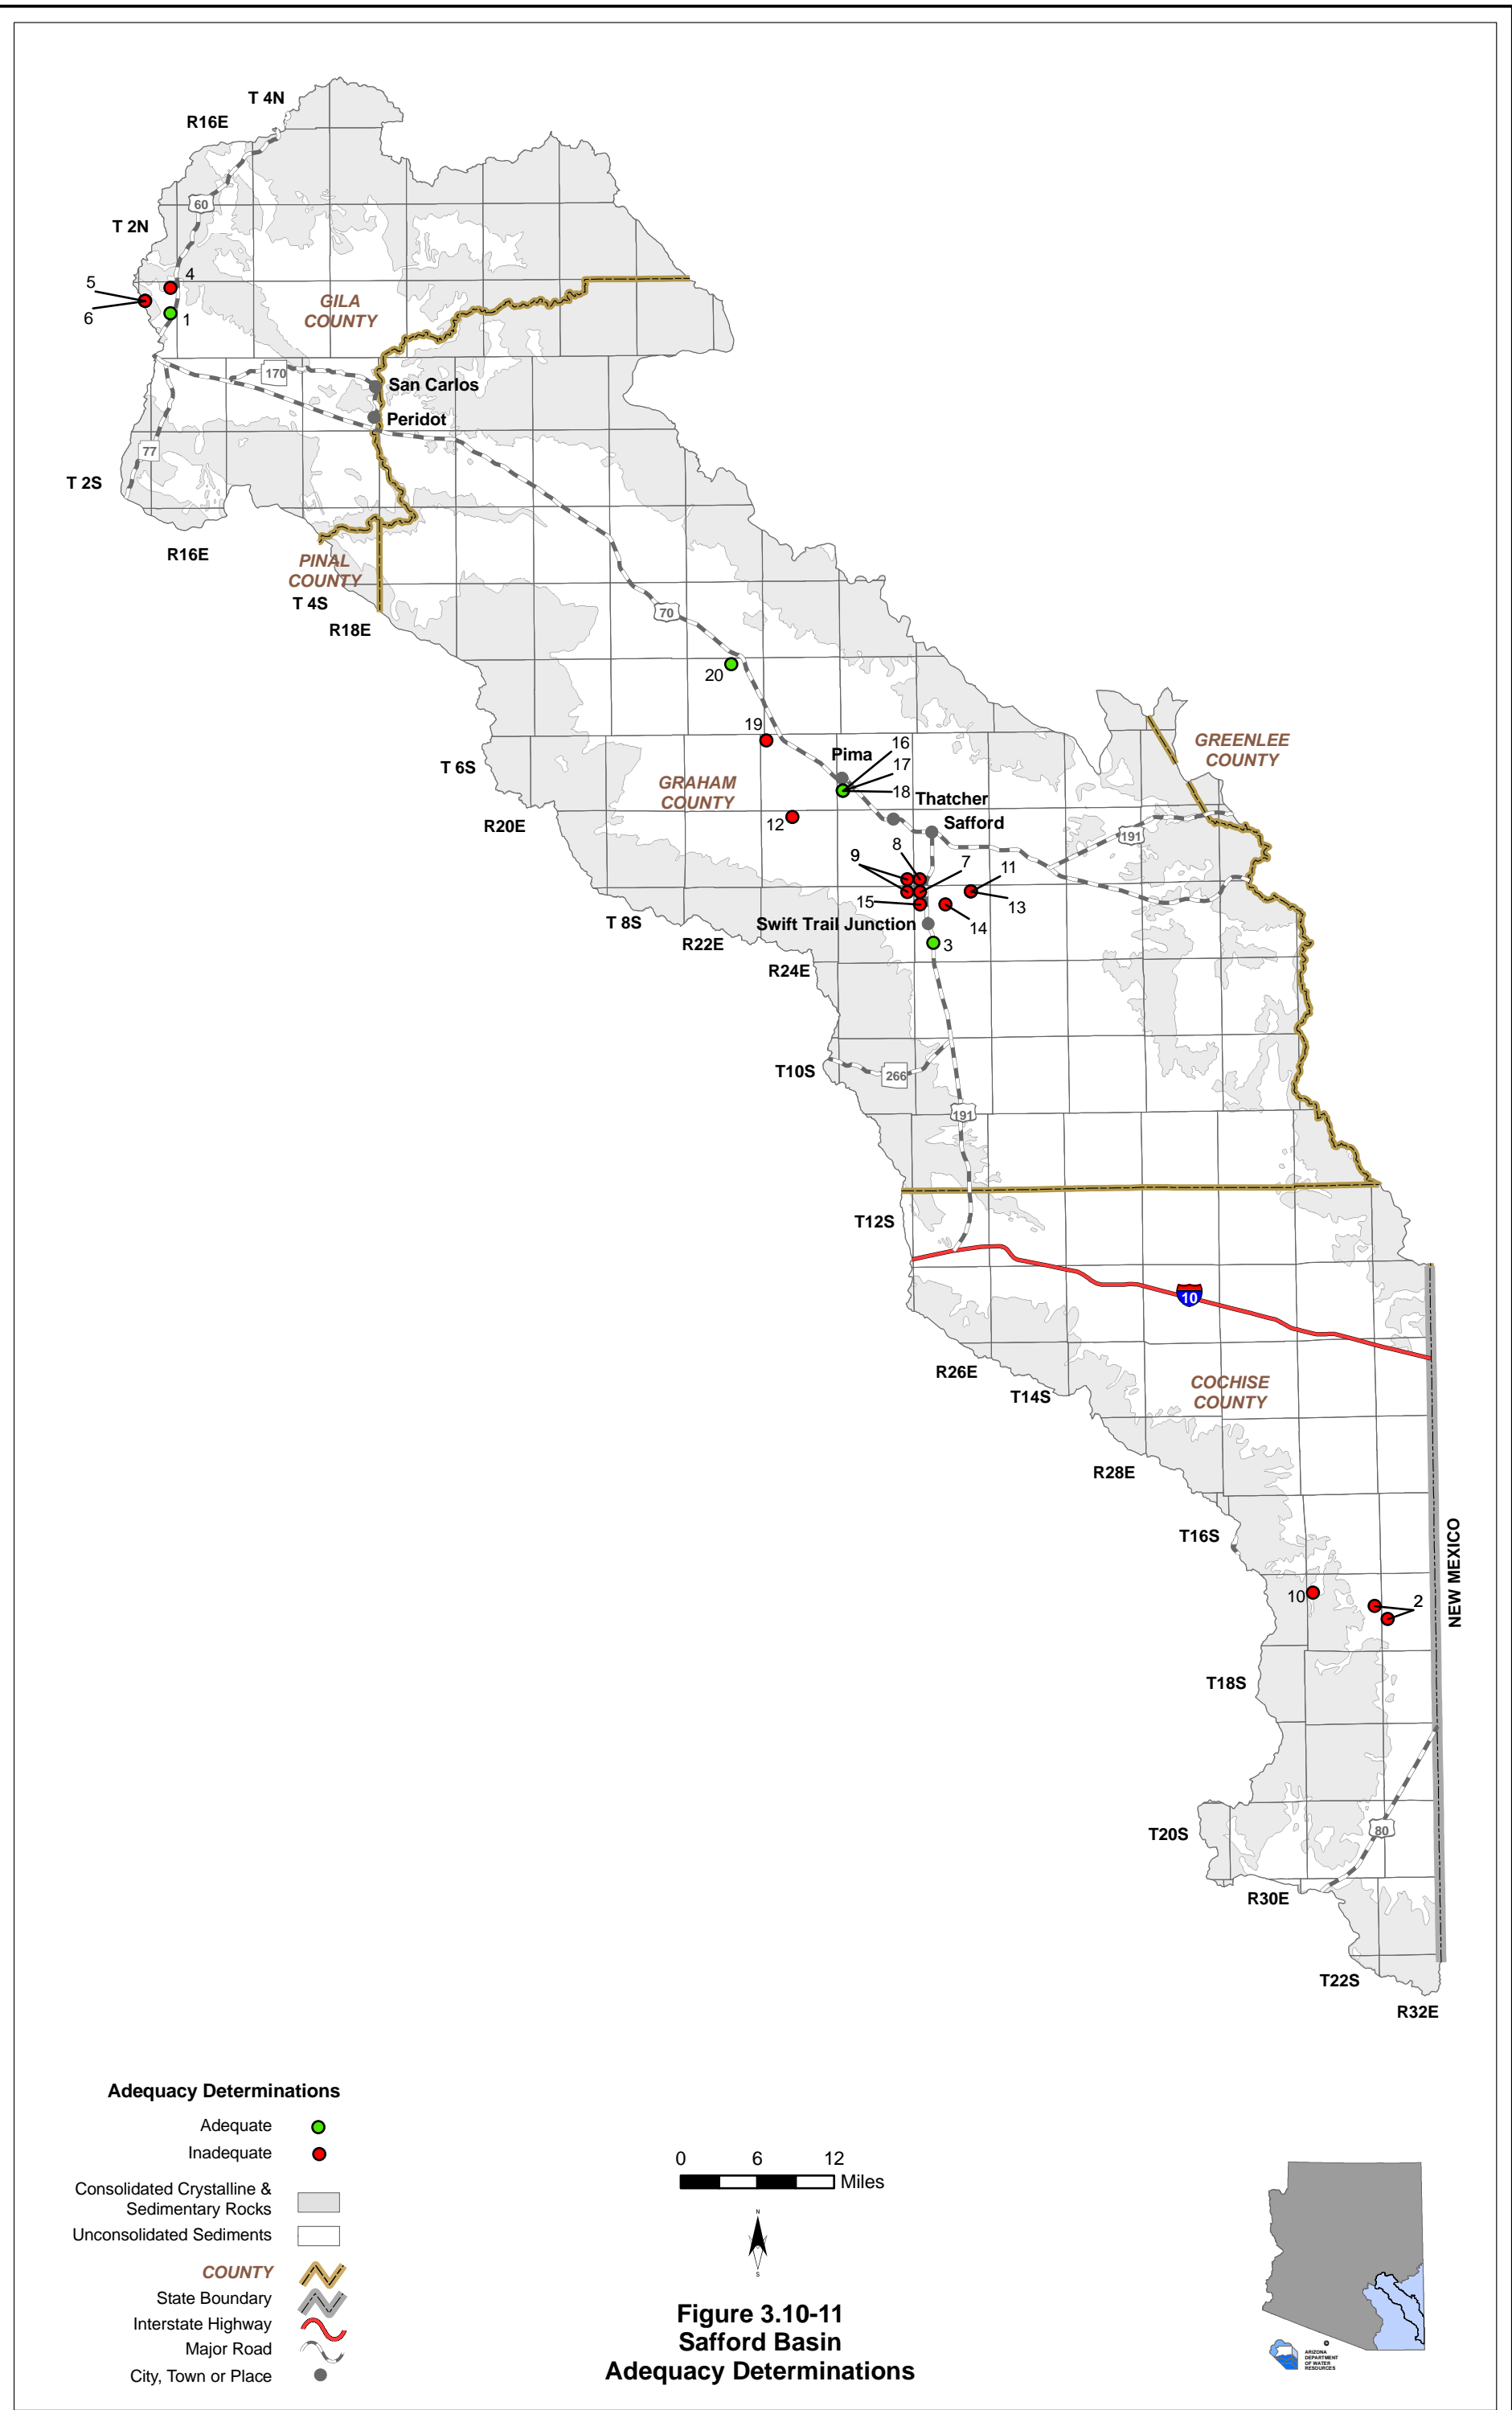 T 4N
R16E
60
T 2N
5
4
6
1
GILA
COUNTY
170
San Carlos
Peridot
77
T 2S
R16E
PINAL
COUNTY
T 4S
R18E
70
20
19
16
Pima
17
18
GREENLEE
COUNTY
T 6S
GRAHAM
COUNTY
Thatcher
Safford
12
R20E
191
8
9
7
11
15
13
14
T 8S
Swift Trail Junction
R22E
3
R24E
T10S
266
191
T12S
10
R26E
COCHISE
COUNTY
T14S
R28E
T16S
NEW MEXICO
10
2
T18S
T20S
80
R30E
T22S
R32E
Adequacy Determinations
Adequate
Inadequate
Consolidated Crystalline &
Sedimentary Rocks
Unconsolidated Sediments
COUNTY
State Boundary
Interstate Highway
Major Road
City, Town or Place
0 6 12
Miles
N
S
Figure 3.10-11
Safford Basin
Adequacy Determinations
ARIZONA
DEPARTMENT
OF WATER
RESOURCES